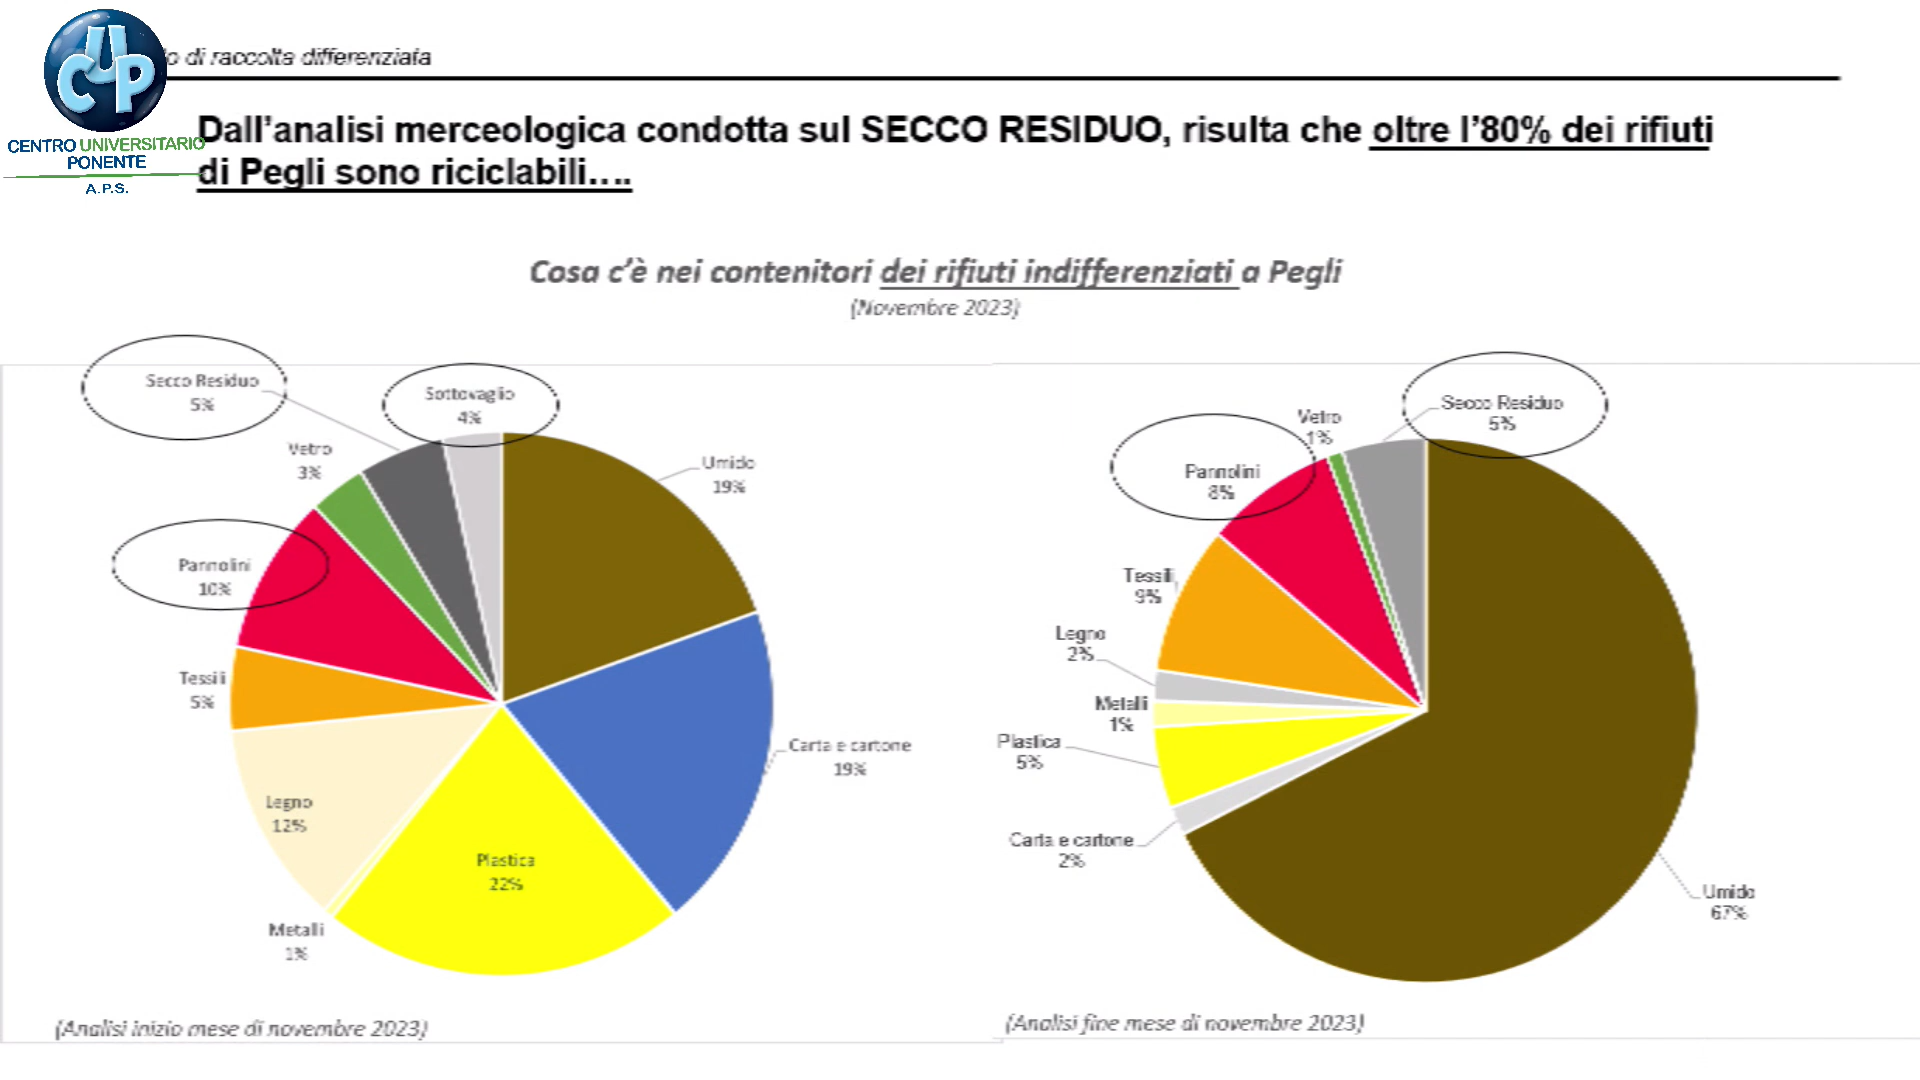 CUP
CENTRO UNIVERSITARIO
PONENTE
A.P.S.
o di raccolta differenziata
Dall'analisi merceologica condotta sul SECCO RESIDUO, risulta che oltre l'80% dei rifiuti
di Pegli sono riciclabili….
Cosa c'è nei contenitori dei rifiuti indifferenziati a Pegli
(Novembre 2023)
Secco Residuo
5%
Sottovaglio
4%
Vetro
3%
Umido
19%
Pannolini
10%
Tessili
5%
Carta e cartone
19%
Legno
12%
Plastica
22%
Metalli
1%
(Analisi inizio mese di novembre 2023)
Secco Residuo
5%
Vetro
1%
Pannolini
8%
Tessili
9%
Legno
2%
Metalli
1%
Plastica
5%
Carta e cartone
2%
Umido
67%
(Analisi fine mese di novembre 2023)